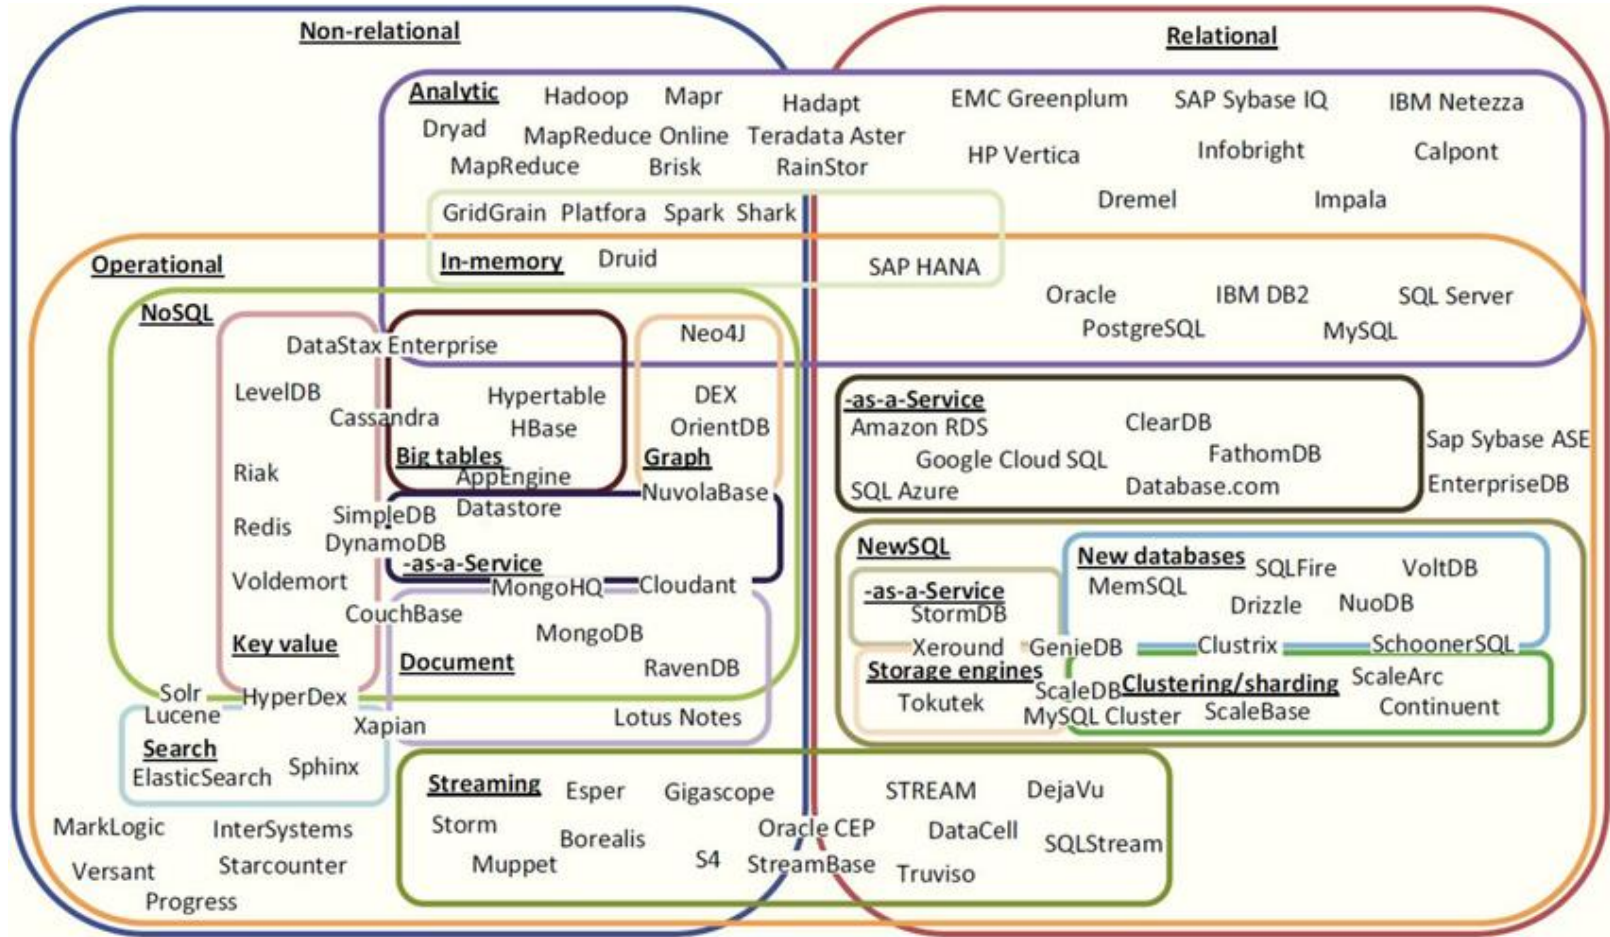 Non-relational
Relational
Analytic
Hadoop
Mapr
Hadapt
EMC Greenplum
SAP Sybase IQ
IBM Netezza
Dryad
MapReduce Online
Teradata Aster
HP Vertica
Infobright
Calpont
MapReduce
Brisk
RainStor
Dremel
Impala
GridGrain
Platfora
Spark
Shark
In-memory
Druid
SAP HANA
Operational
Oracle
IBM DB2
SQL Server
PostgreSQL
MySQL
NoSQL
DataStax Enterprise
Neo4J
LevelDB
Cassandra
Hypertable
HBase
DEX
OrientDB
Big tables
Graph
AppEngine
Datastore
NuvolaBase
Riak
Redis
SimpleDB
DynamoDB
-as-a-Service
Voldemort
MongoHQ
Cloudant
CouchBase
MongoDB
Key value
Document
RavenDB
Solr
HyperDex
Lucene
Xapian
Lotus Notes
Search
ElasticSearch
Sphinx
-as-a-Service
Amazon RDS
ClearDB
Google Cloud SQL
FathomDB
SQL Azure
Database.com
Sap Sybase ASE
EnterpriseDB
NewSQL
New databases
SQLFire
VoltDB
-as-a-Service
MemSQL
StormDB
Drizzle
NuoDB
Xeround
GenieDB
Clustrix
SchoonerSQL
Storage engines
ScaleDB
Clustering/sharding
ScaleArc
Tokutek
MySQL Cluster
ScaleBase
Continuent
Streaming
Esper
Gigascope
STREAM
DejaVu
Storm
Borealis
Oracle CEP
DataCell
SQLStream
Muppet
S4
StreamBase
Truviso
MarkLogic
InterSystems
Versant
Starcounter
Progress